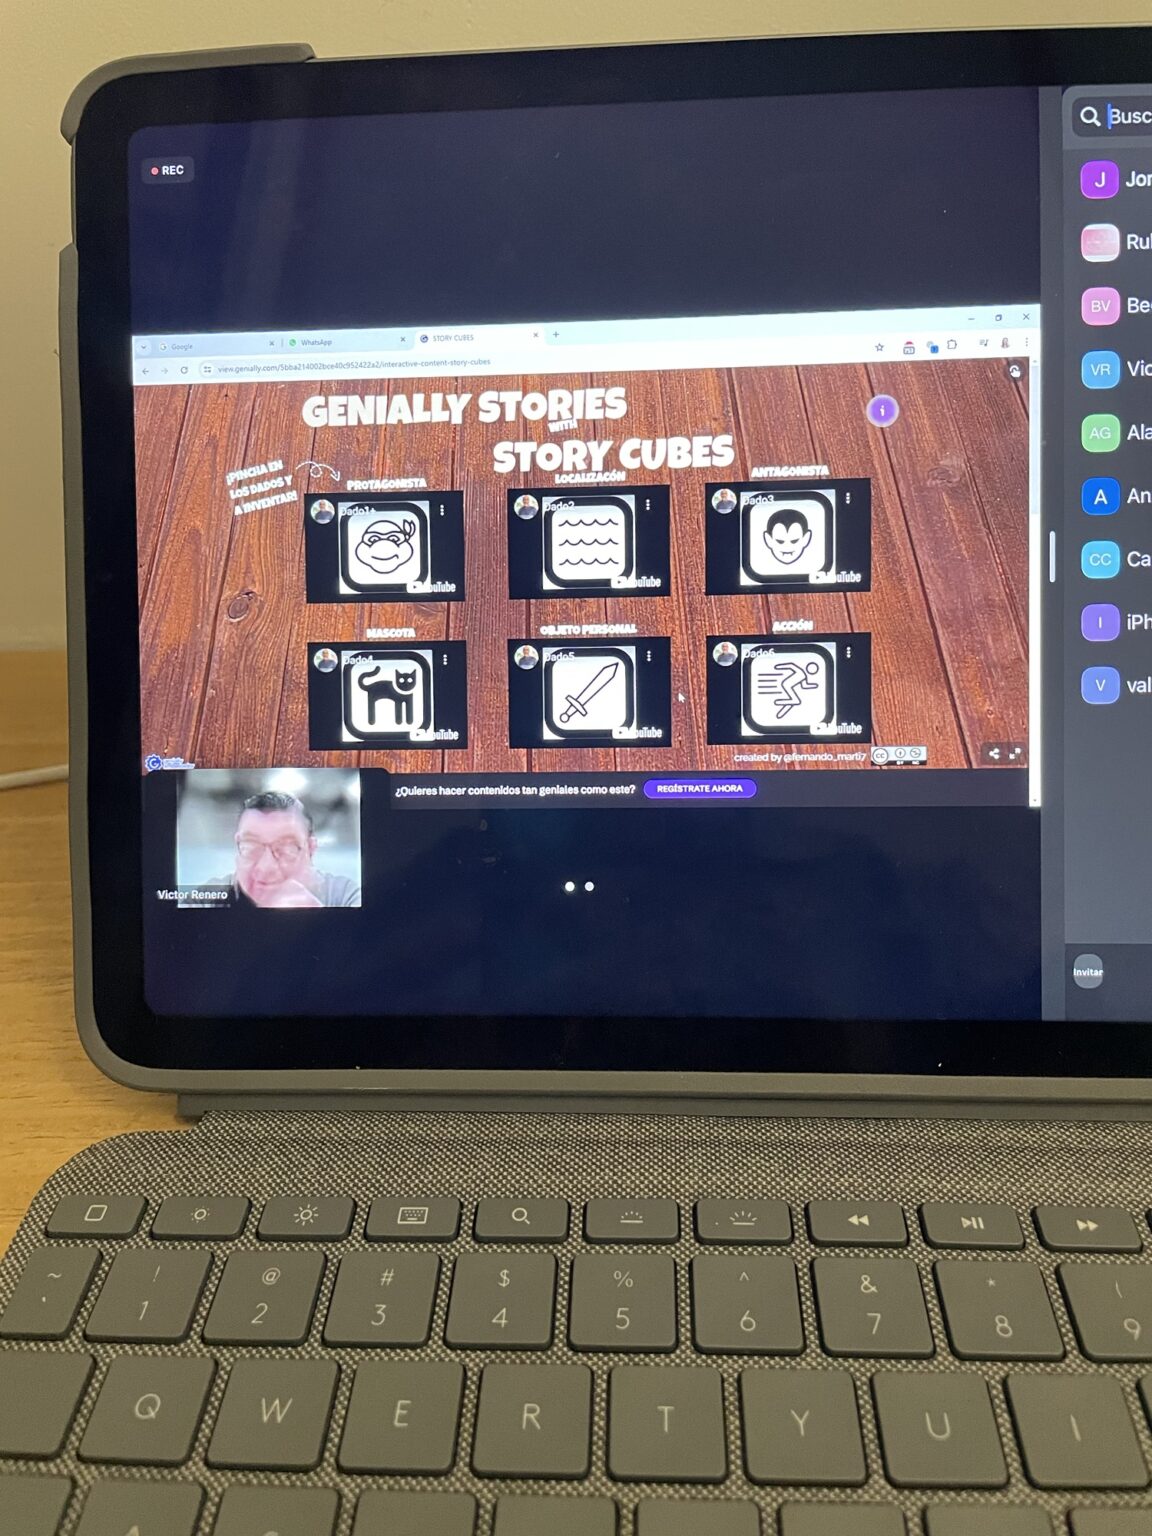 REC
Google
WhatsApp
STORY CUBES
view.genially.com/5bba214002bce40c952422a2/interactive-content-story-cubes
GENIALLY STORIES
WITH
STORY CUBES
¡PINCHA EN
LOS DADOS Y
A INVENTAR!
PROTAGONISTA
LOCALIZACÓN
ANTAGONISTA
Dado1+
YouTube
Dado2
YouTube
Dado3
YouTube
MASCOTA
OBJETO PERSONAL
ACCIÓN
Dado4
YouTube
Dado5
YouTube
Dado6
YouTube
created by @fernando_marti7
CC
BY NC
¿Quieres hacer contenidos tan geniales como este?
REGÍSTRATE AHORA
Victor Renero
Busc
J Jor
Rul
BV Be
VR Vic
AG Ala
A An
CC Ca
I iPh
V val
Invitar
~ ! @ # $ % ^ & * (
1 2 3 4 5 6 7 8 9
Q W E R T Y U I